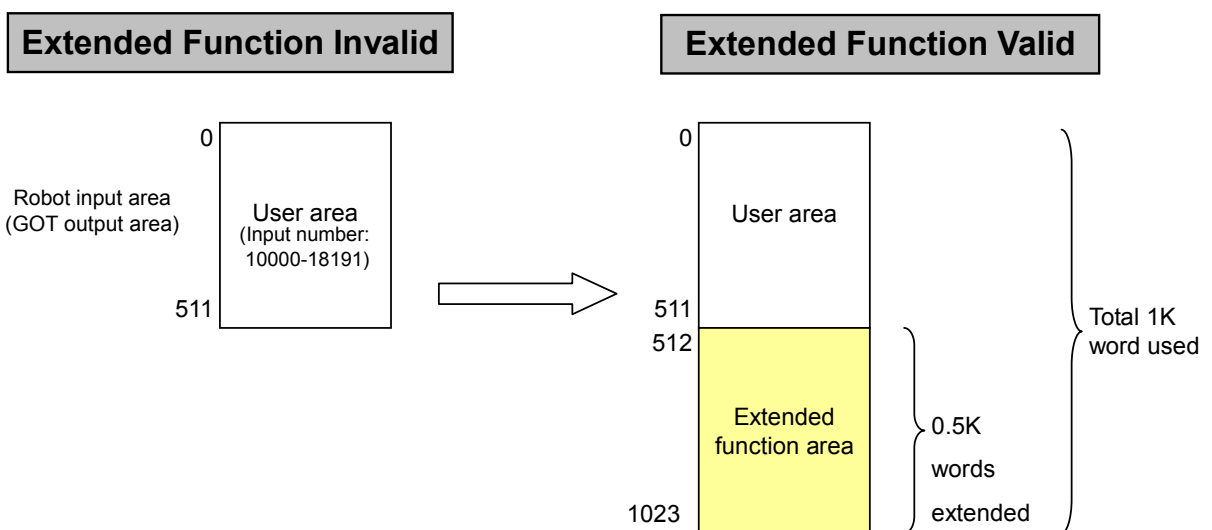 Extended Function Invalid
Extended Function Valid
0
Robot input area
(GOT output area)
User area
(Input number:
10000-18191)
511
0
User area
511
512
Extended
function area
1023
0.5K
words
extended
Total 1K
word used